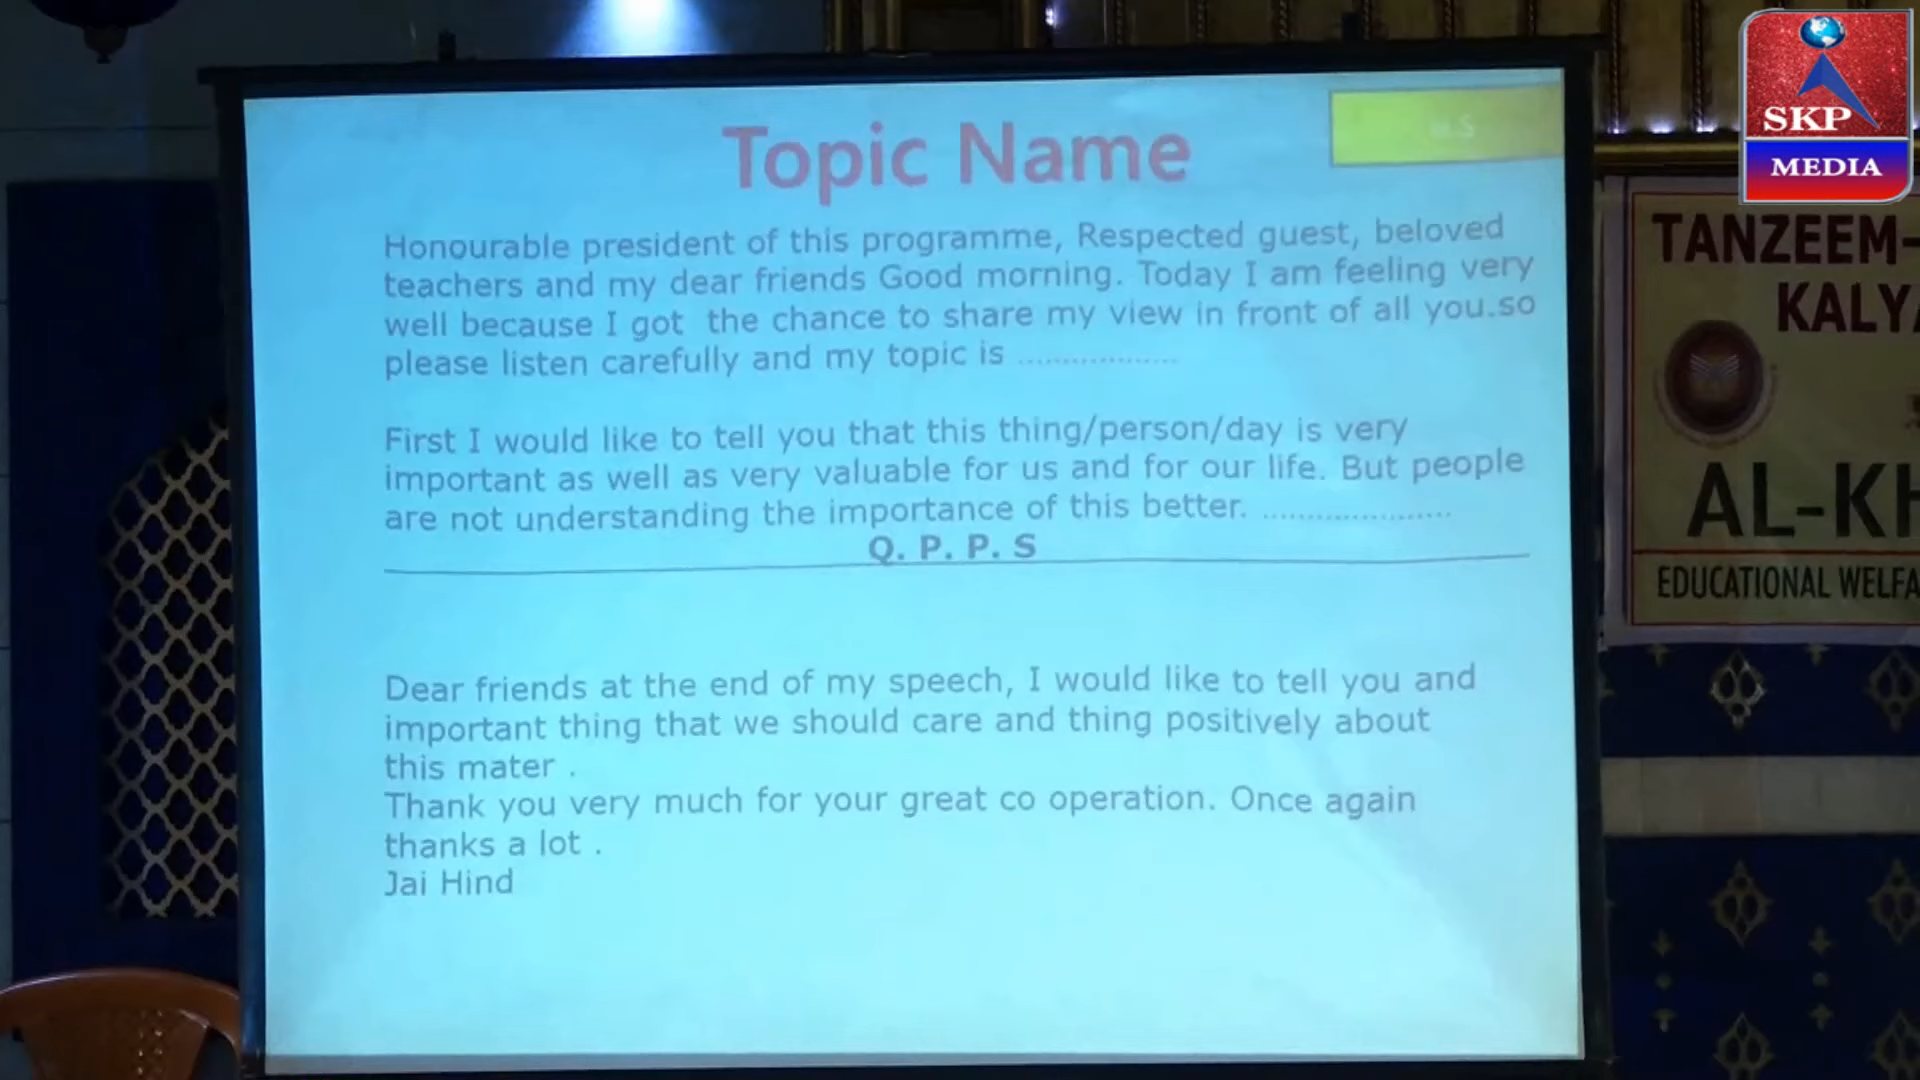 Topic Name
Honourable president of this programme, Respected guest, beloved
teachers and my dear friends Good morning. Today I am feeling very
well because I got the chance to share my view in front of all you.so
please listen carefully and my topic is ..................
First I would like to tell you that this thing/person/day is very
important as well as very valuable for us and for our life. But people
are not understanding the importance of this better. .....................
Q. P. P. S
Dear friends at the end of my speech, I would like to tell you and
important thing that we should care and thing positively about
this mater .
Thank you very much for your great co operation. Once again
thanks a lot .
Jai Hind
SKP
MEDIA
TANZEEM-
KALYA
AL-KH
EDUCATIONAL WELFA